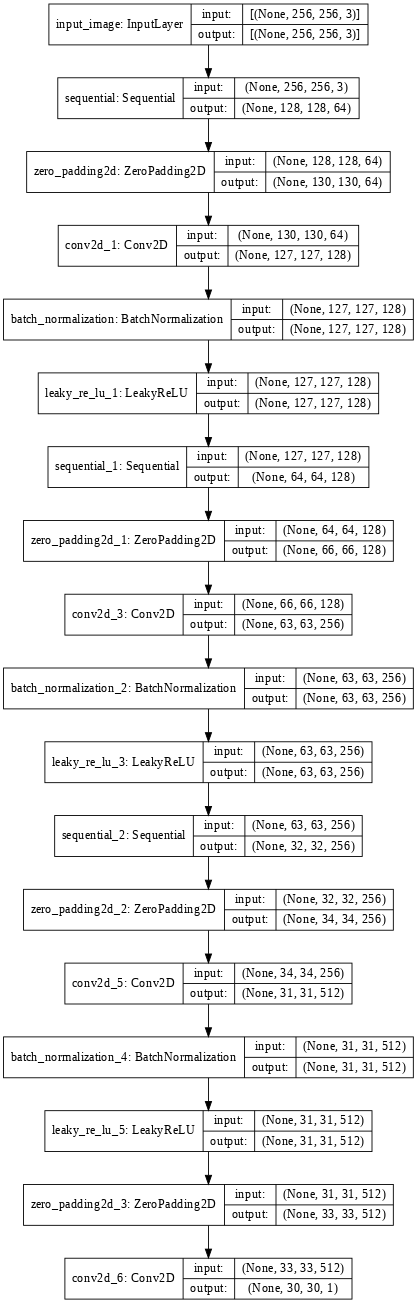 input_image: InputLayer
input: [(None, 256, 256, 3)]
output: [(None, 256, 256, 3)]
sequential: Sequential
input: (None, 256, 256, 3)
output: (None, 128, 128, 64)
zero_padding2d: ZeroPadding2D
input: (None, 128, 128, 64)
output: (None, 130, 130, 64)
conv2d_1: Conv2D
input: (None, 130, 130, 64)
output: (None, 127, 127, 128)
batch_normalization: BatchNormalization
input: (None, 127, 127, 128)
output: (None, 127, 127, 128)
leaky_re_lu_1: LeakyReLU
input: (None, 127, 127, 128)
output: (None, 127, 127, 128)
sequential_1: Sequential
input: (None, 127, 127, 128)
output: (None, 64, 64, 128)
zero_padding2d_1: ZeroPadding2D
input: (None, 64, 64, 128)
output: (None, 66, 66, 128)
conv2d_3: Conv2D
input: (None, 66, 66, 128)
output: (None, 63, 63, 256)
batch_normalization_2: BatchNormalization
input: (None, 63, 63, 256)
output: (None, 63, 63, 256)
leaky_re_lu_3: LeakyReLU
input: (None, 63, 63, 256)
output: (None, 63, 63, 256)
sequential_2: Sequential
input: (None, 63, 63, 256)
output: (None, 32, 32, 256)
zero_padding2d_2: ZeroPadding2D
input: (None, 32, 32, 256)
output: (None, 34, 34, 256)
conv2d_5: Conv2D
input: (None, 34, 34, 256)
output: (None, 31, 31, 512)
batch_normalization_4: BatchNormalization
input: (None, 31, 31, 512)
output: (None, 31, 31, 512)
leaky_re_lu_5: LeakyReLU
input: (None, 31, 31, 512)
output: (None, 31, 31, 512)
zero_padding2d_3: ZeroPadding2D
input: (None, 31, 31, 512)
output: (None, 33, 33, 512)
conv2d_6: Conv2D
input: (None, 33, 33, 512)
output: (None, 30, 30, 1)